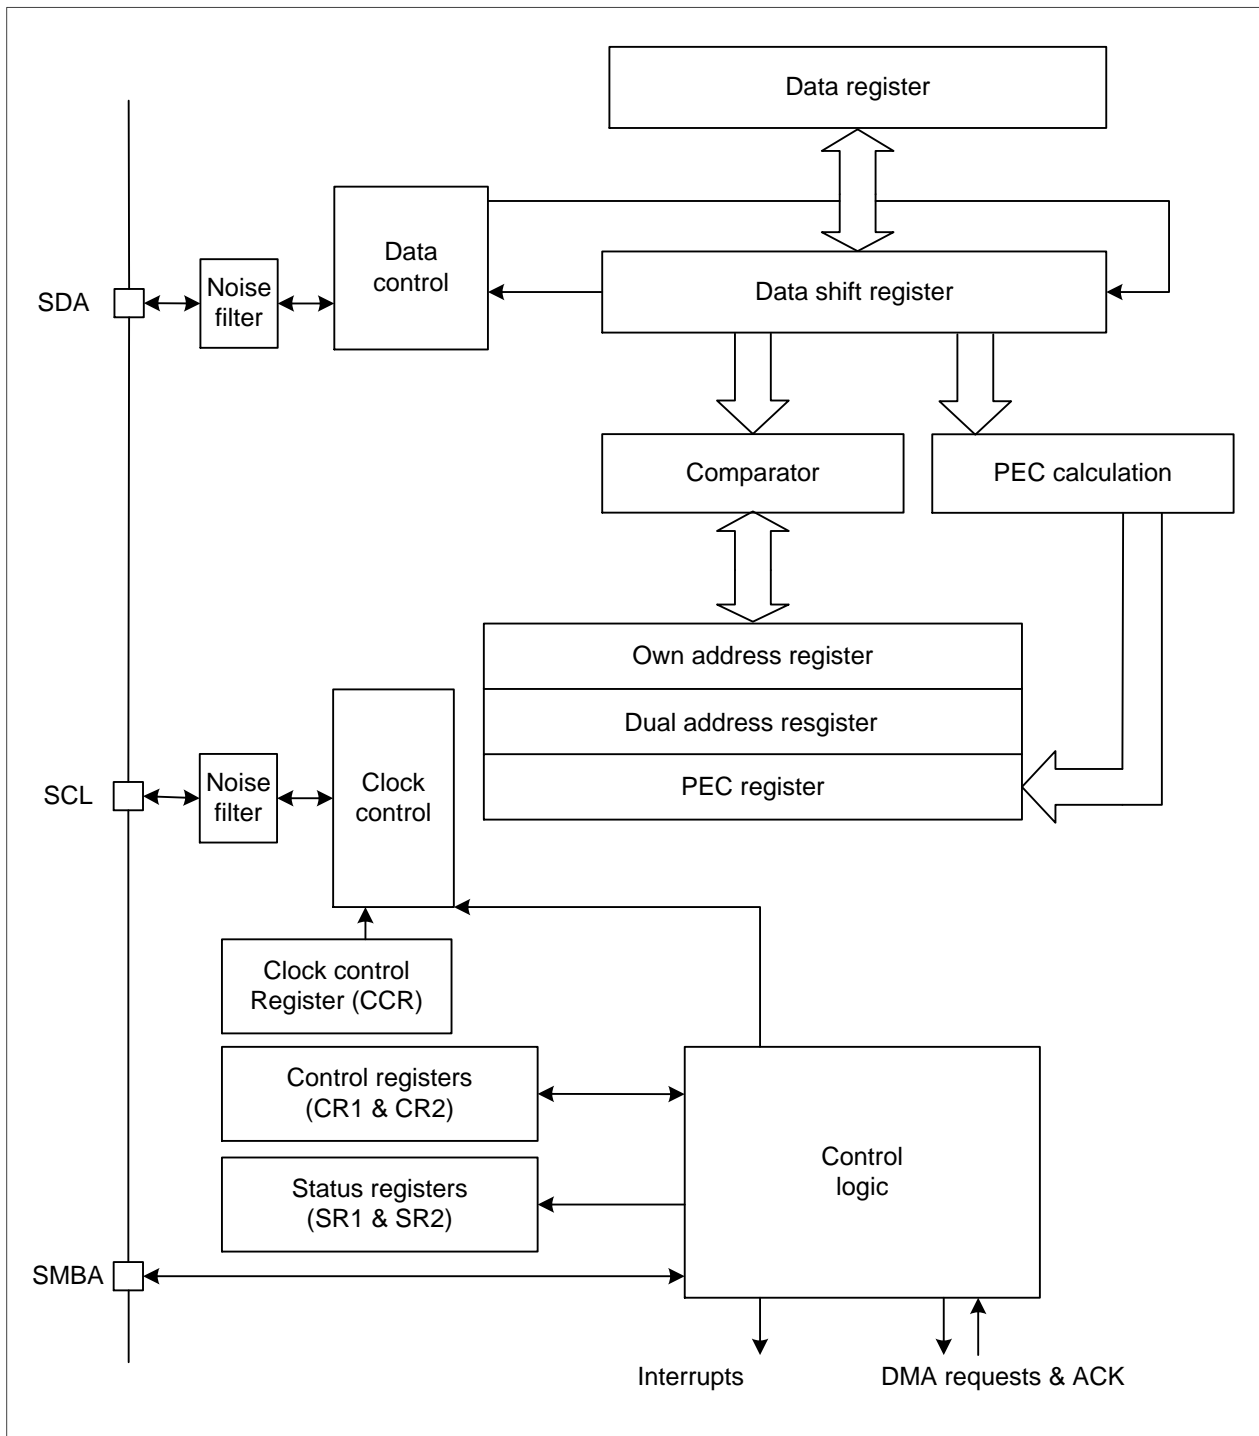 Data register
Data
control
Noise
filter
SDA
Data shift register
Comparator
PEC calculation
Own address register
Dual address resgister
PEC register
Clock
control
Noise
filter
SCL
Clock control
Register (CCR)
Control registers
(CR1 & CR2)
Control
logic
Status registers
(SR1 & SR2)
SMBA
Interrupts
DMA requests & ACK